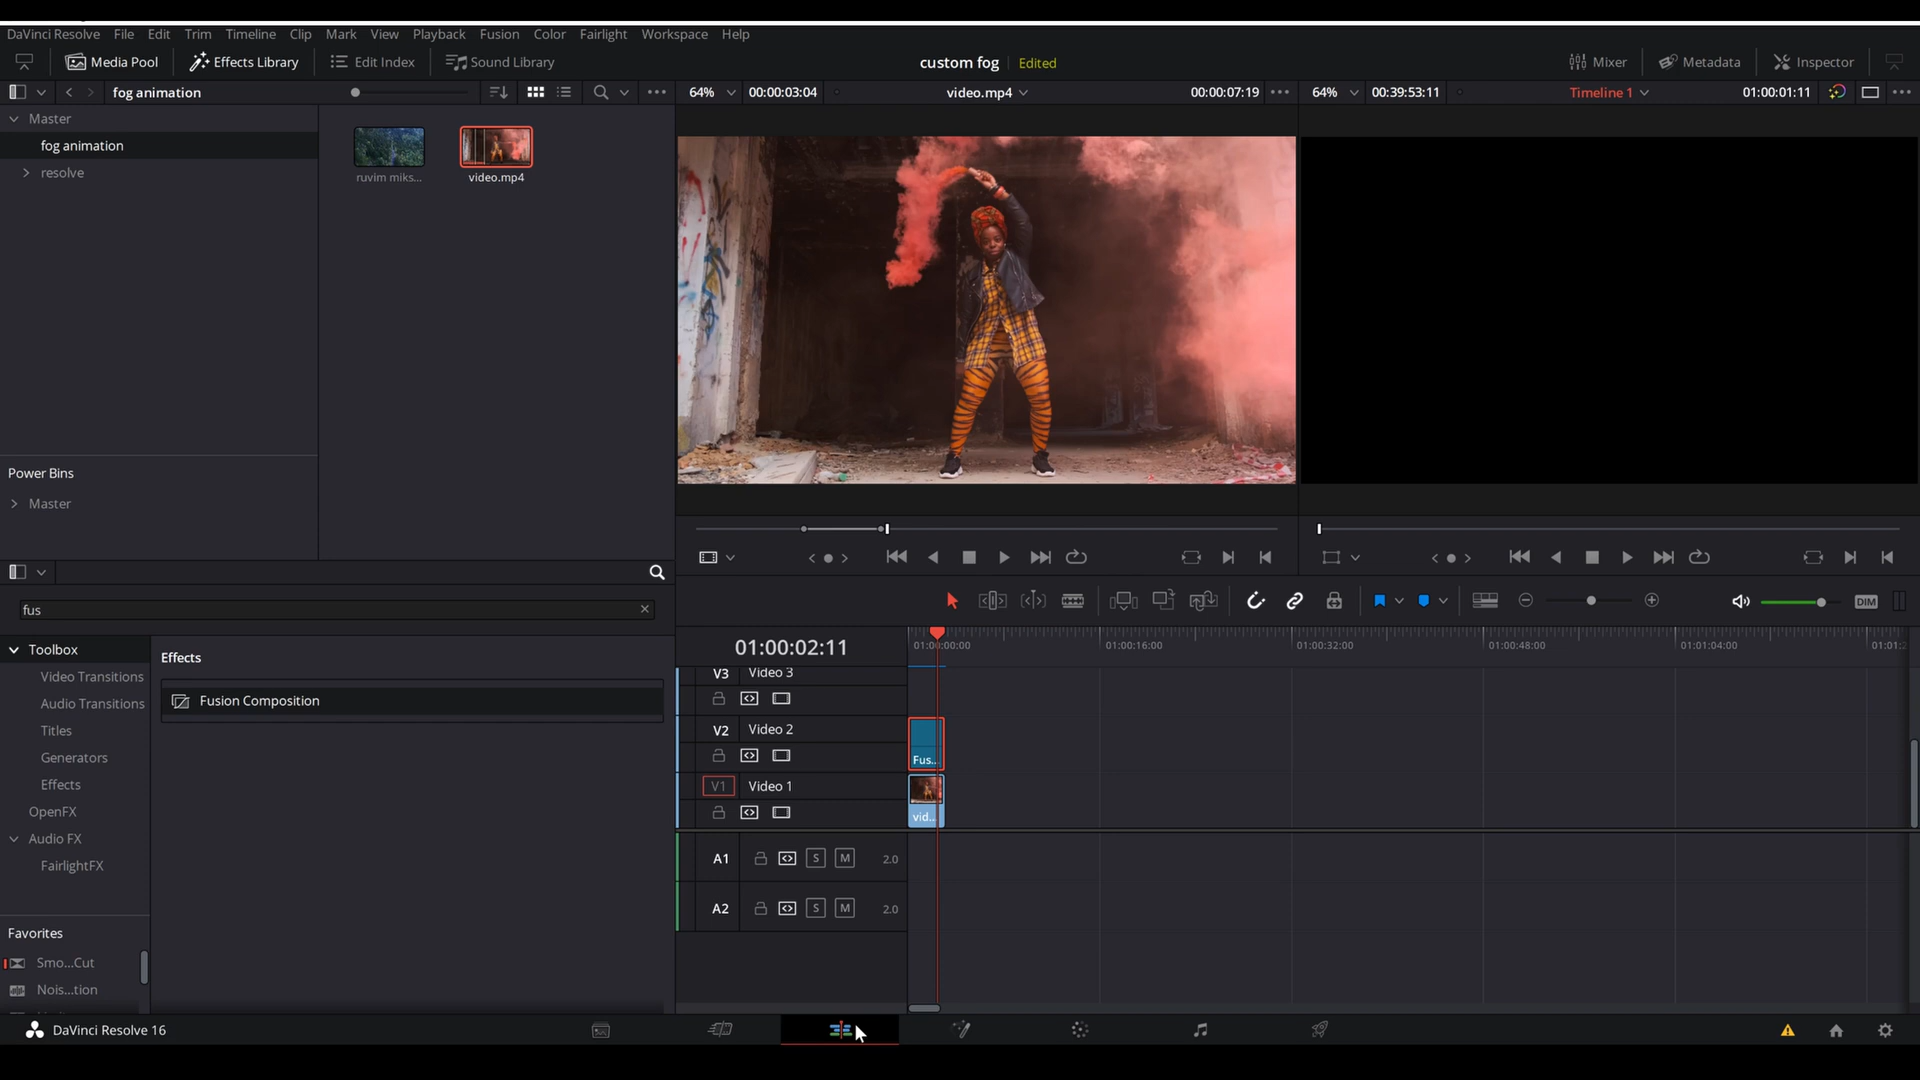 DaVinci Resolve File Edit Trim Timeline Clip Mark View Playback Fusion Color Fairlight Workspace Help
Media Pool Effects Library Edit Index Sound Library custom fog Edited Mixer Metadata Inspector
fog animation 64% 00:00:03:04 video.mp4 00:00:07:19 64% 00:39:53:11 Timeline 1 01:00:01:11
Master
fog animation
resolve
ruvim miks...
video.mp4
Power Bins
Master
fus
Toolbox
Video Transitions
Audio Transitions
Titles
Generators
Effects
OpenFX
Audio FX
FairlightFX
Favorites
Smo...Cut
Nois...tion
Effects
Fusion Composition
DIM
01:00:02:11
01:00:00:00 01:00:16:00 01:00:32:00 01:00:48:00 01:01:04:00 01:01:2
V3 Video 3
V2 Video 2
Fus...
V1 Video 1
vid...
A1 S M 2.0
A2 S M 2.0
DaVinci Resolve 16